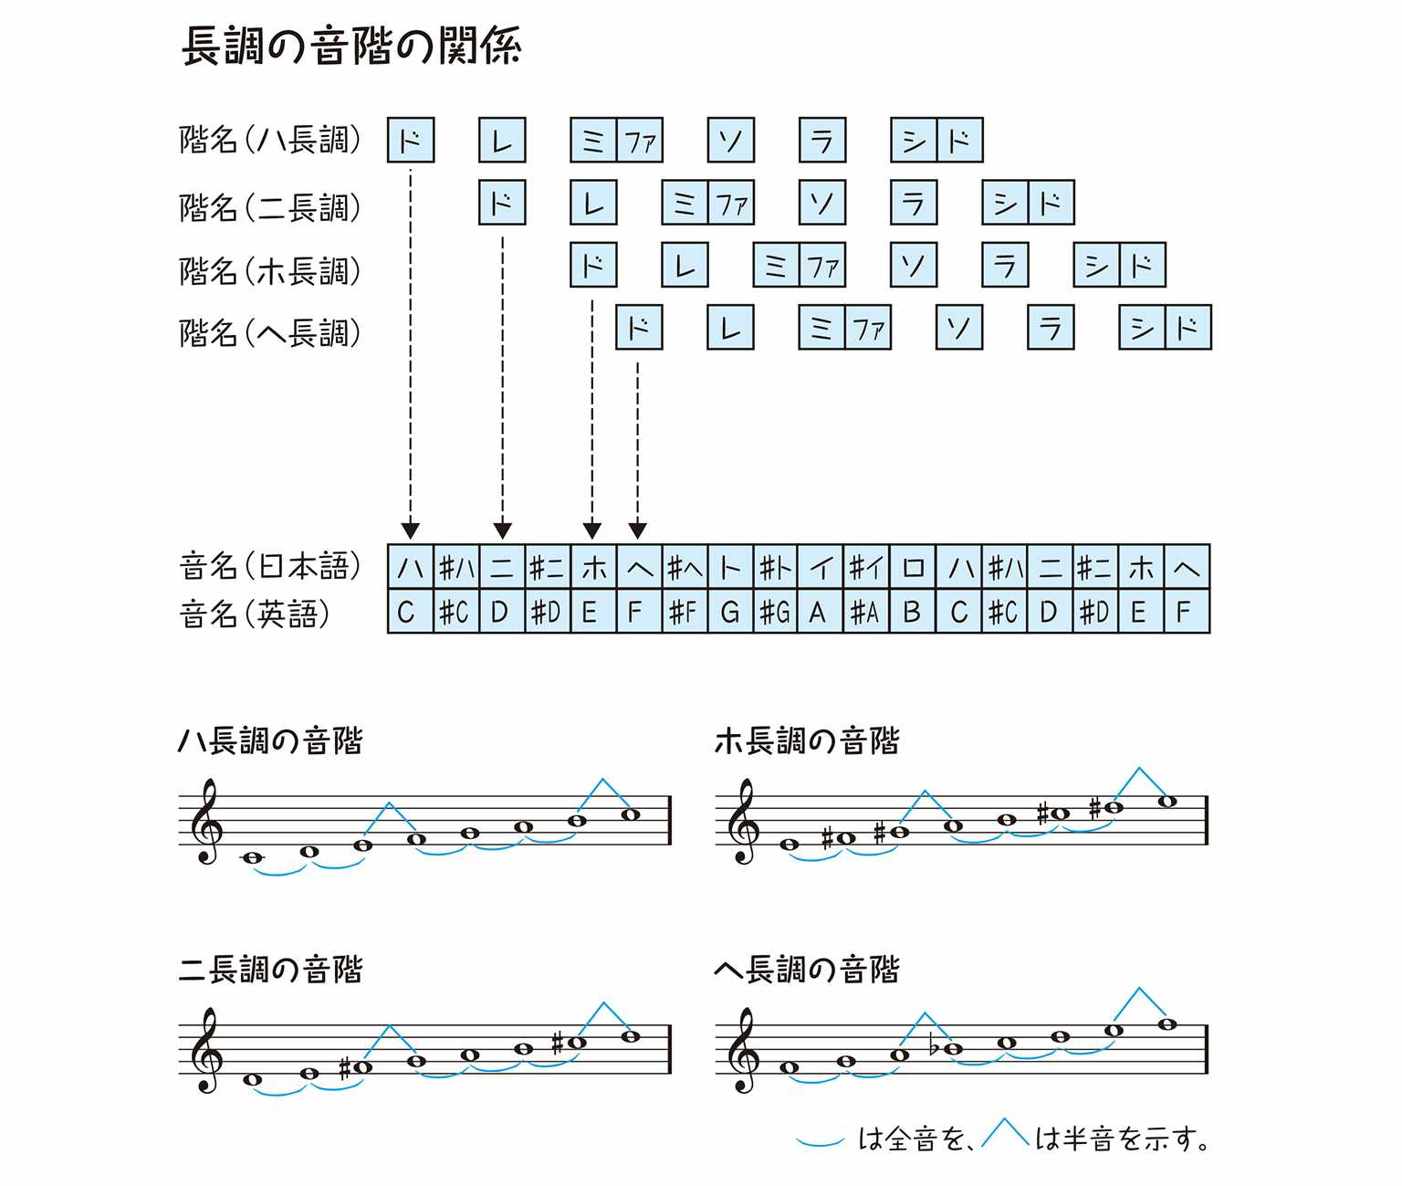 長調の音階の関係
階名(ハ長調) ド レ ミ ファ ソ ラ シ ド
階名(ニ長調) ド レ ミ ファ ソ ラ シ ド
階名(ホ長調) ド レ ミ ファ ソ ラ シ ド
階名(ヘ長調) ド レ ミ ファ ソ ラ シ ド
音名(日本語) ハ ♯ハ ニ ♯ニ ホ ヘ ♯ヘ ト ♯ト イ ♯イ ロ ハ ♯ハ ニ ♯ニ ホ ヘ
音名(英語) C ♯C D ♯D E F ♯F G ♯G A ♯A B C ♯C D ♯D E F
ハ長調の音階
ホ長調の音階
ニ長調の音階
ヘ長調の音階
は全音を、 は半音を示す。